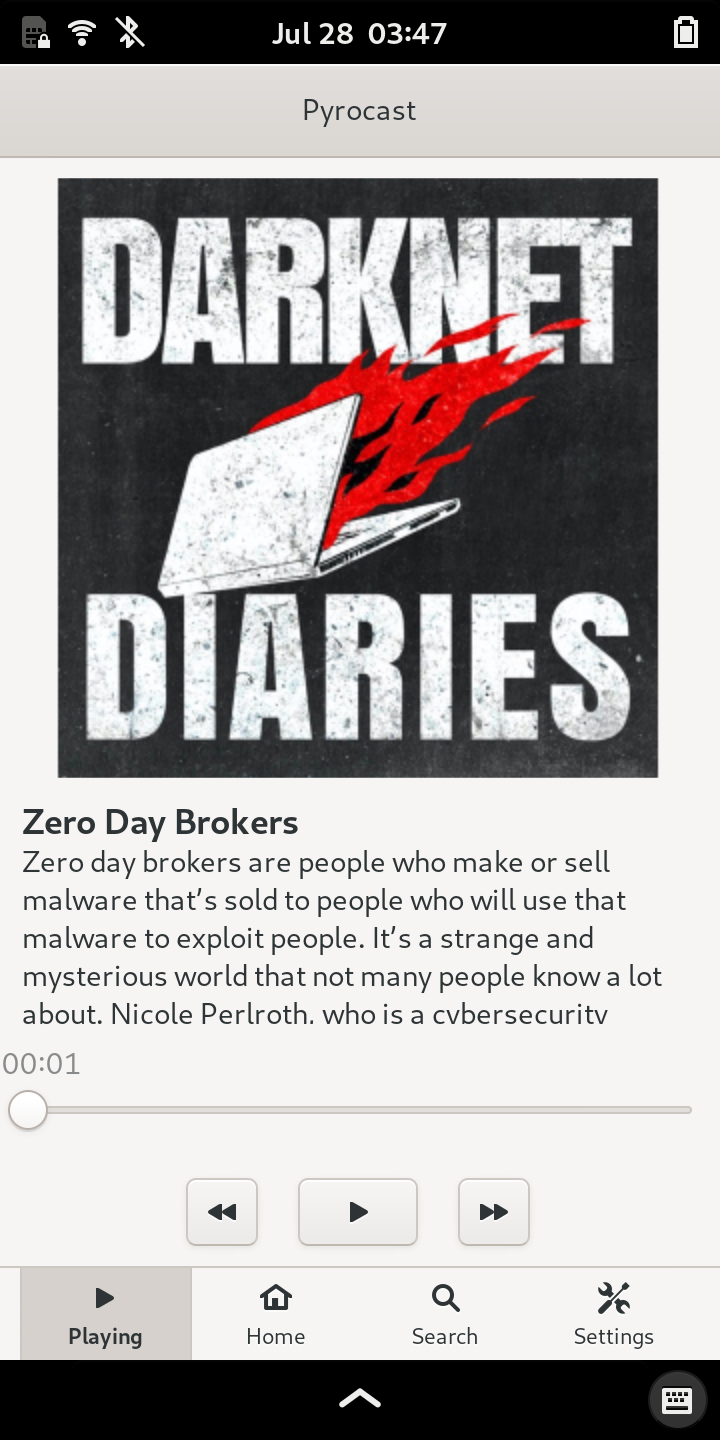 Jul 28 03:47
Pyrocast
DARKNET
DIARIES
Zero Day Brokers
Zero day brokers are people who make or sell
malware that’s sold to people who will use that
malware to exploit people. It’s a strange and
mysterious world that not many people know a lot
about. Nicole Perlroth, who is a cybersecurity
00:01
Playing
Home
Search
Settings